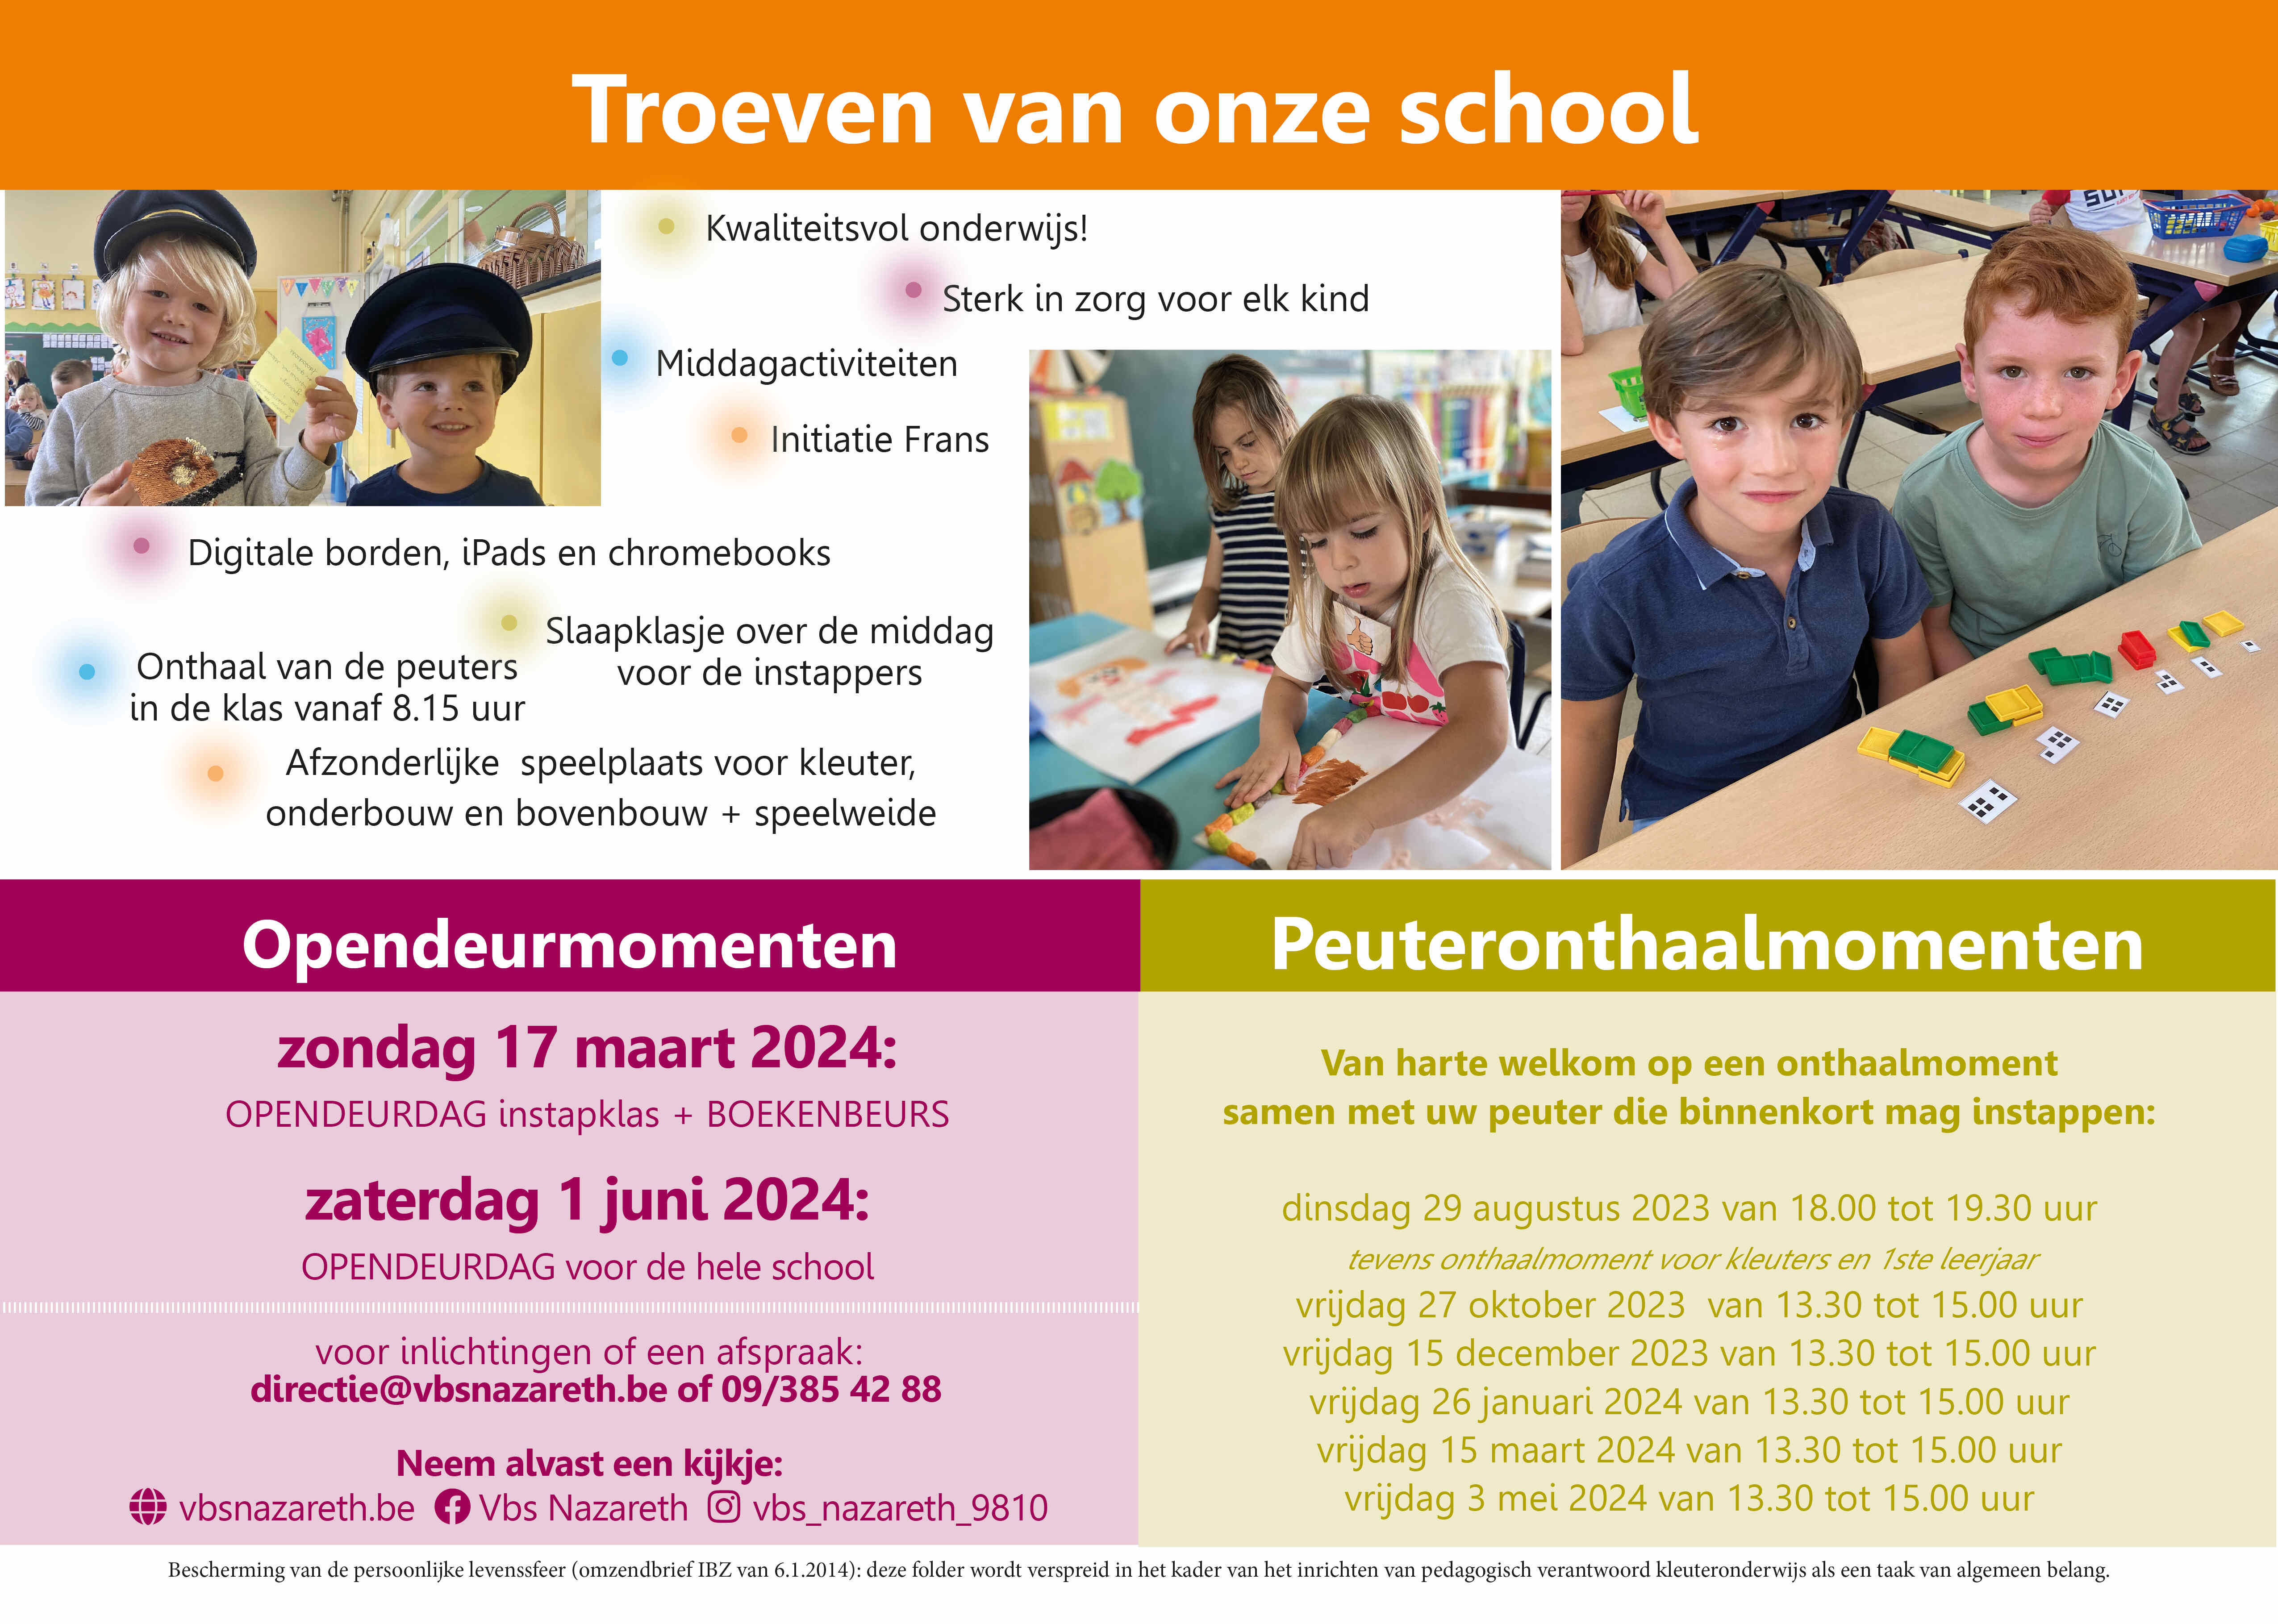 Troeven van onze school
Kwaliteitsvol onderwijs!
Sterk in zorg voor elk kind
Middagactiviteiten
Initiatie Frans
Digitale borden, iPads en chromebooks
Slaapklasje over de middag
voor de instappers
Onthaal van de peuters
in de klas vanaf 8.15 uur
Afzonderlijke speelplaats voor kleuter,
onderbouw en bovenbouw + speelweide
Opendeurmomenten
zondag 17 maart 2024:
OPENDEURDAG instapklas + BOEKENBEURS
zaterdag 1 juni 2024:
OPENDEURDAG voor de hele school
voor inlichtingen of een afspraak:
directie@vbsnazareth.be of 09/385 42 88
Neem alvast een kijkje:
vbsnazareth.be Vbs Nazareth vbs_nazareth_9810
Peuteronthaalmomenten
Van harte welkom op een onthaalmoment
samen met uw peuter die binnenkort mag instappen:
dinsdag 29 augustus 2023 van 18.00 tot 19.30 uur
tevens onthaalmoment voor kleuters en 1ste leerjaar
vrijdag 27 oktober 2023 van 13.30 tot 15.00 uur
vrijdag 15 december 2023 van 13.30 tot 15.00 uur
vrijdag 26 januari 2024 van 13.30 tot 15.00 uur
vrijdag 15 maart 2024 van 13.30 tot 15.00 uur
vrijdag 3 mei 2024 van 13.30 tot 15.00 uur
Bescherming van de persoonlijke levenssfeer (omzendbrief IBZ van 6.1.2014): deze folder wordt verspreid in het kader van het inrichten van pedagogisch verantwoord kleuteronderwijs als een taak van algemeen belang.